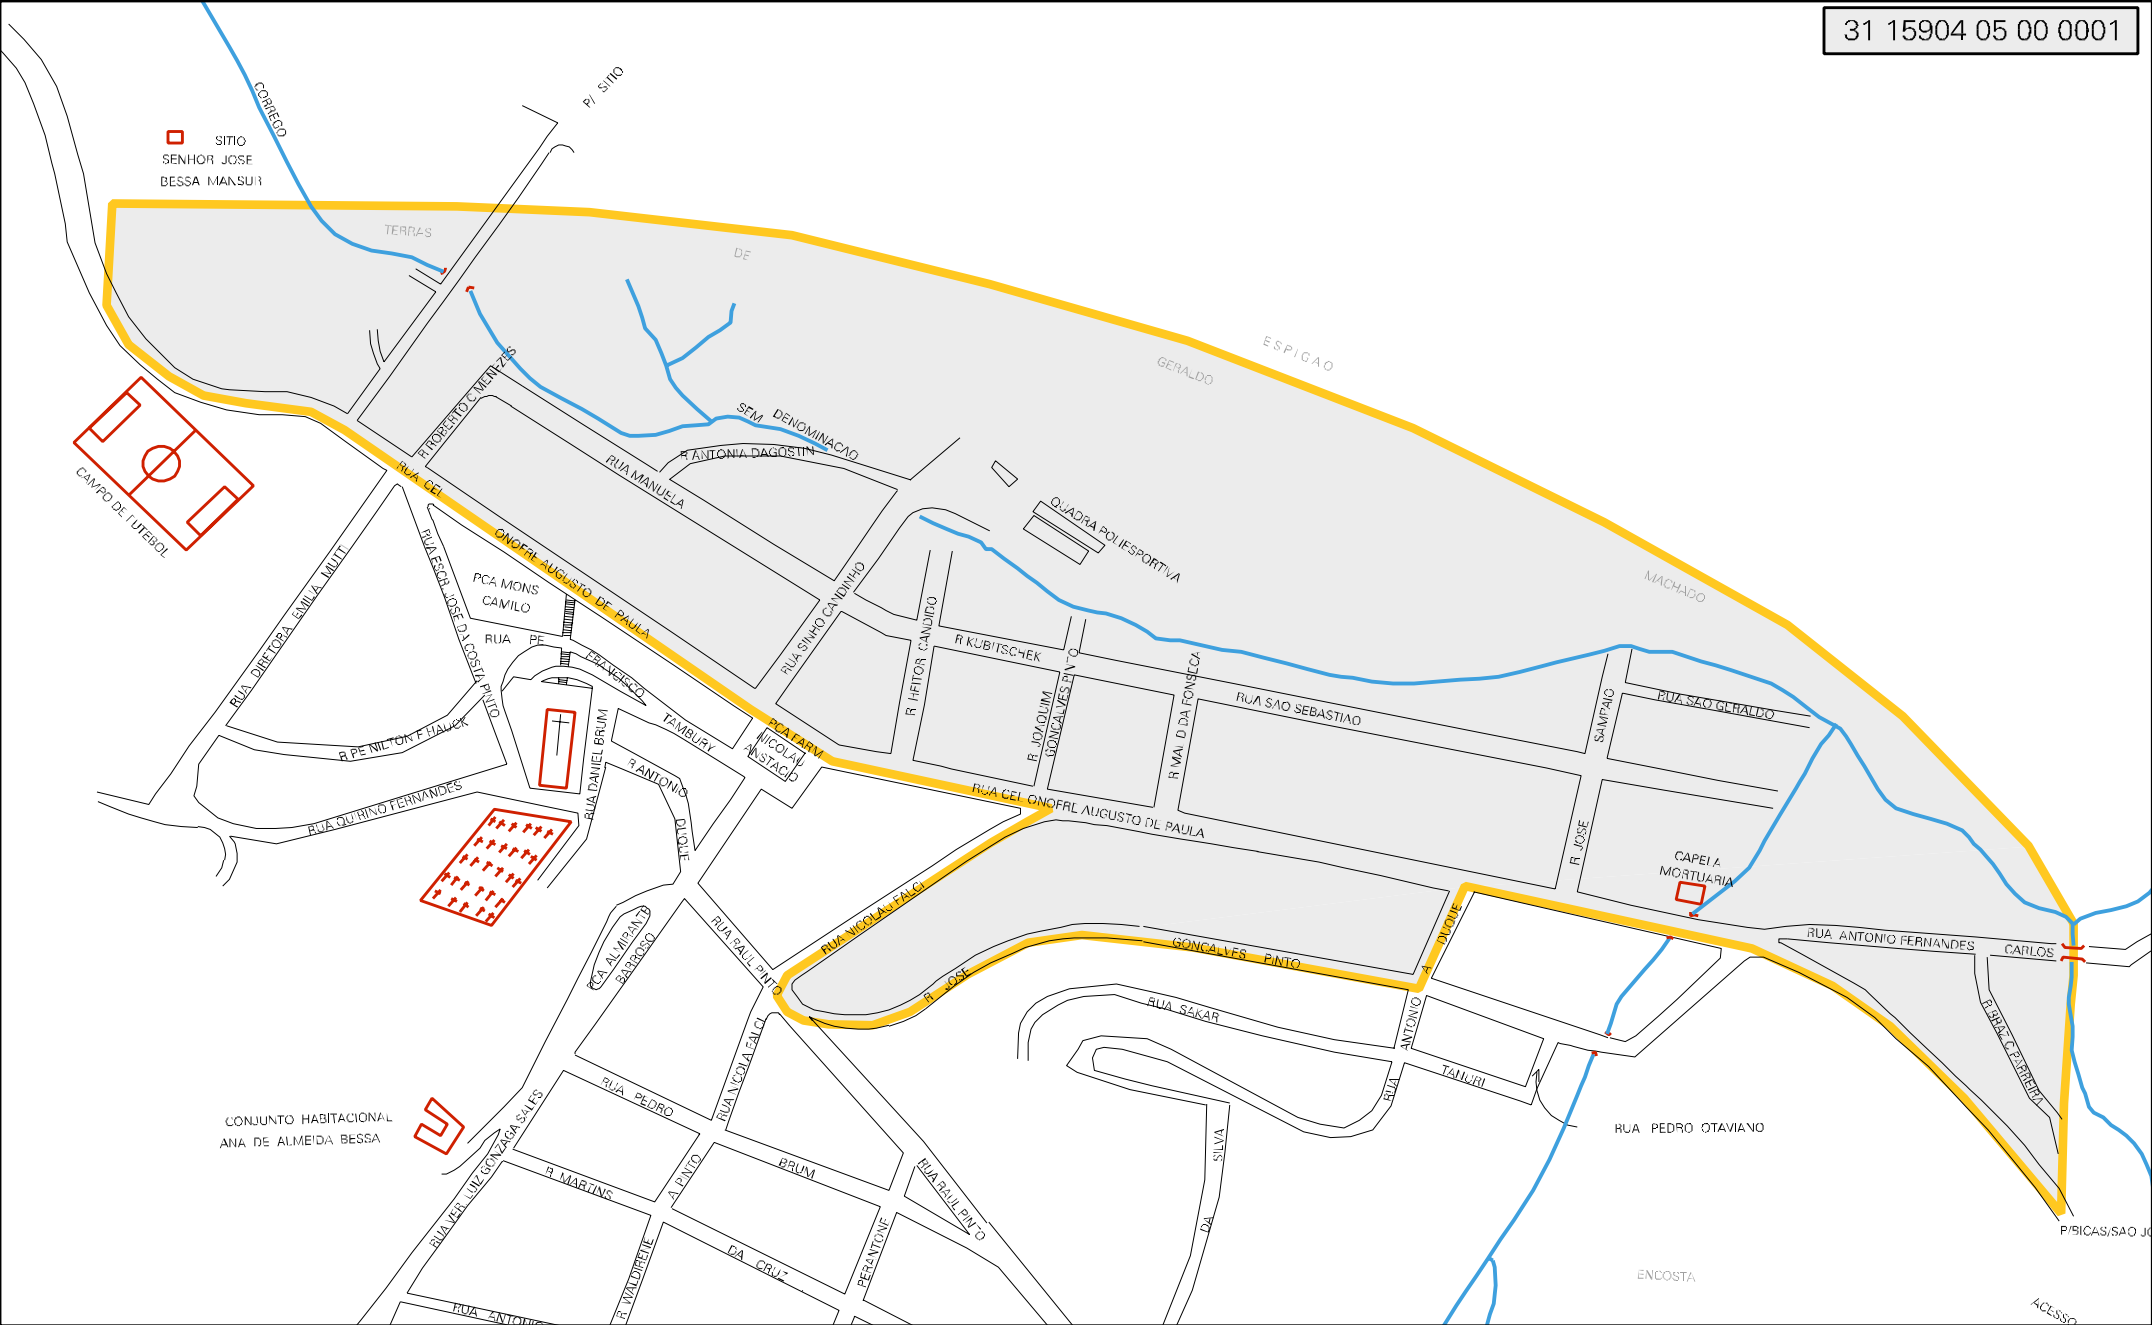 31 15904 05 00 0001
P/ SITIO
CORREGO
SITIO
SENHOR JOSE
BESSA MANSUR
TERRAS
DE
ESPIGAO
GERALDO
MACHADO
R ROBERTO C MENEZES
SEM DENOMINACAO
R ANTONIA DAGOSTIN
RUA MANUELA
CAMPO DE FUTEBOL
RUA CEL
ONOFRE AUGUSTO DE PAULA
QUADRA POLIESPORTIVA
RUA DIRETORA EMILIA MUTTI
RUA ESCR JOSE DA COSTA PINTO
PCA MONS
CAMILO
RUA PE
FRANCISCO
TAMBURY
RUA SINHO CANDINHO
R HEITOR CANDIDO
R KUBITSCHEK
R JOAQUIM
GONCALVES PINTO
R MAL D DA FONSECA
RUA SAO SEBASTIAO
SAMPAIO
RUA SAO GERALDO
R PE NILTON F HAUCK
RUA DANIEL BRUM
R ANTONIO
DUQUE
PCA FARM
NICOLAU
ANSTACIO
RUA QUIRINO FERNANDES
RUA CEL ONOFRE AUGUSTO DE PAULA
R JOSE
CAPELA
MORTUARIA
RUA NICOLAU FALCI
RUA RAUL PINTO
PCA ALMIRANTE
BARROSO
R JOSE
GONCALVES PINTO
A DUQUE
RUA ANTONIO FERNANDES
CARLOS
R BRAZ C PARREIRA
RUA SAKAR
ANTONIO
RUA
TANURI
RUA NICOLA FALCI
RUA PEDRO
CONJUNTO HABITACIONAL
ANA DE ALMEIDA BESSA
RUA VER LUIZ GONZAGA SALES
R MARTINS
A PINTO
BRUM
RUA RAUL PINTO
SILVA
DA
RUA PEDRO OTAVIANO
P/BICAS/SAO JO
R WALDIRENE
DA CRUZ
PERANTONE
RUA ANTONIO
ENCOSTA
ACESSO